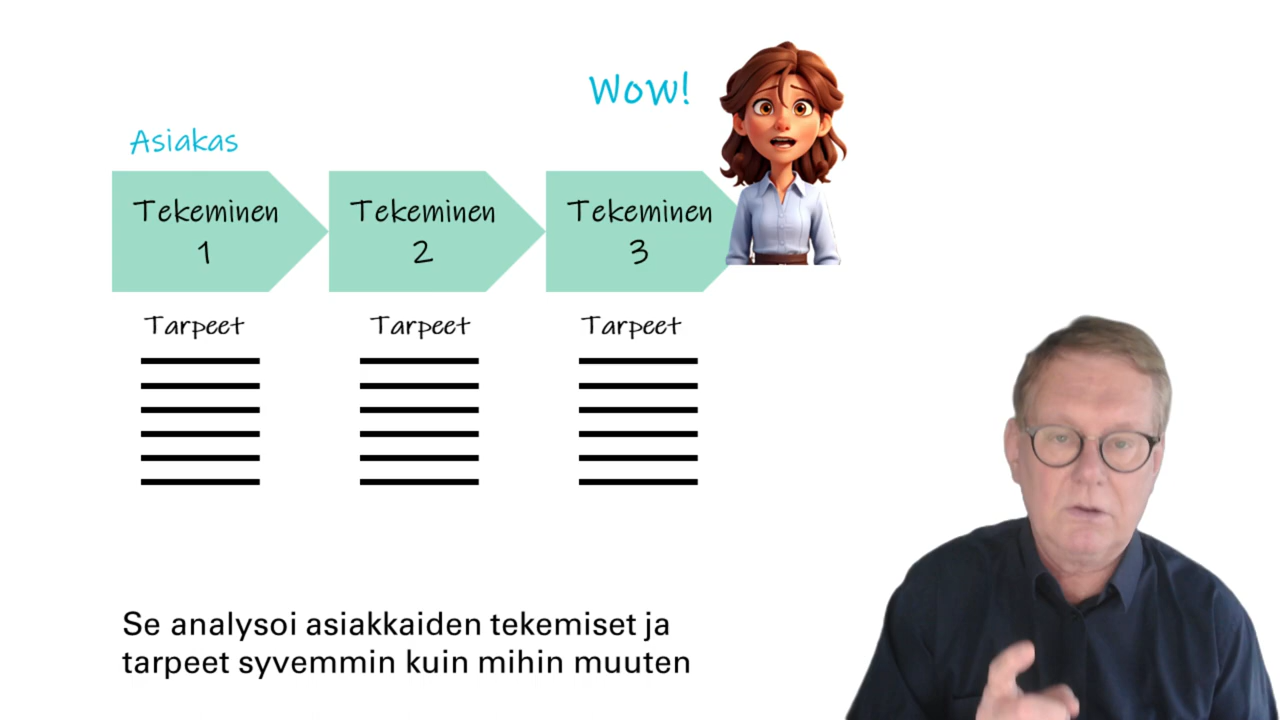 Wow!
Asiakas
Tekeminen
1
Tekeminen
2
Tekeminen
3
Tarpeet
Tarpeet
Tarpeet
Se analysoi asiakkaiden tekemiset ja
tarpeet syvemmin kuin mihin muuten